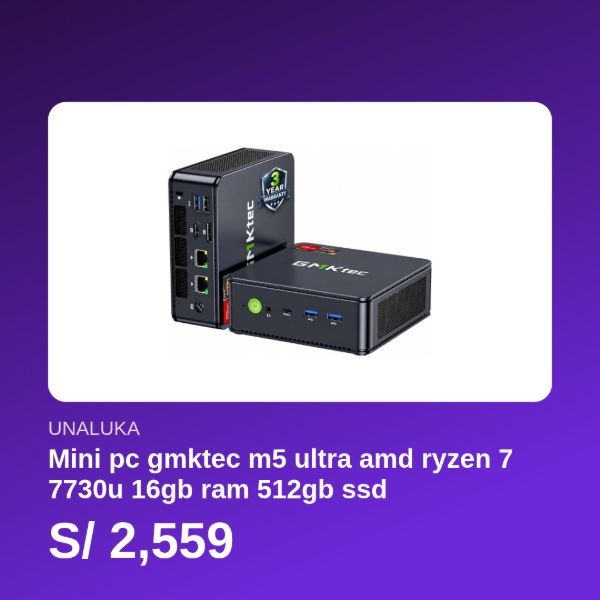 3
YEAR
WARRANTY
GMKtec
GMKtec
UNALUKA
Mini pc gmktec m5 ultra amd ryzen 7
7730u 16gb ram 512gb ssd
S/ 2,559